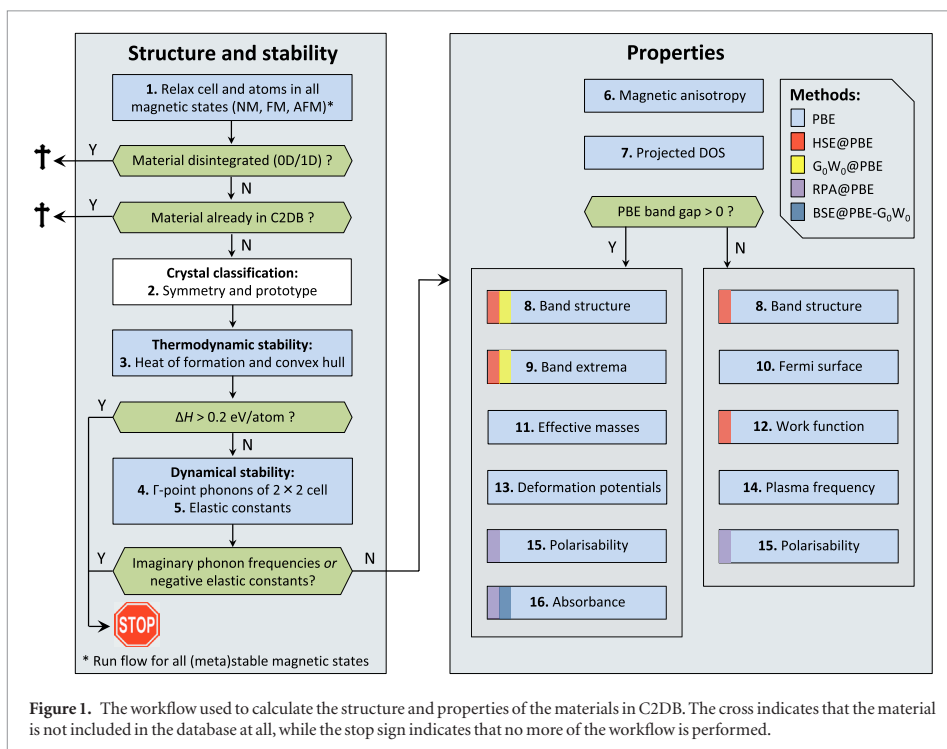 Structure and stability
1. Relax cell and atoms in all
magnetic states (NM, FM, AFM)*
Y
Material disintegrated (0D/1D) ?
N
Y
Material already in C2DB ?
N
Crystal classification:
2. Symmetry and prototype
Thermodynamic stability:
3. Heat of formation and convex hull
Y
ΔH > 0.2 eV/atom ?
N
Dynamical stability:
4. Γ-point phonons of 2 × 2 cell
5. Elastic constants
Y
Imaginary phonon frequencies or
negative elastic constants?
N
STOP
* Run flow for all (meta)stable magnetic states
Properties
6. Magnetic anisotropy
7. Projected DOS
PBE band gap > 0 ?
Y
N
8. Band structure
9. Band extrema
11. Effective masses
13. Deformation potentials
15. Polarisability
16. Absorbance
8. Band structure
10. Fermi surface
12. Work function
14. Plasma frequency
15. Polarisability
Methods:
PBE
HSE@PBE
G₀W₀@PBE
RPA@PBE
BSE@PBE-G₀W₀
Figure 1. The workflow used to calculate the structure and properties of the materials in C2DB. The cross indicates that the material
is not included in the database at all, while the stop sign indicates that no more of the workflow is performed.